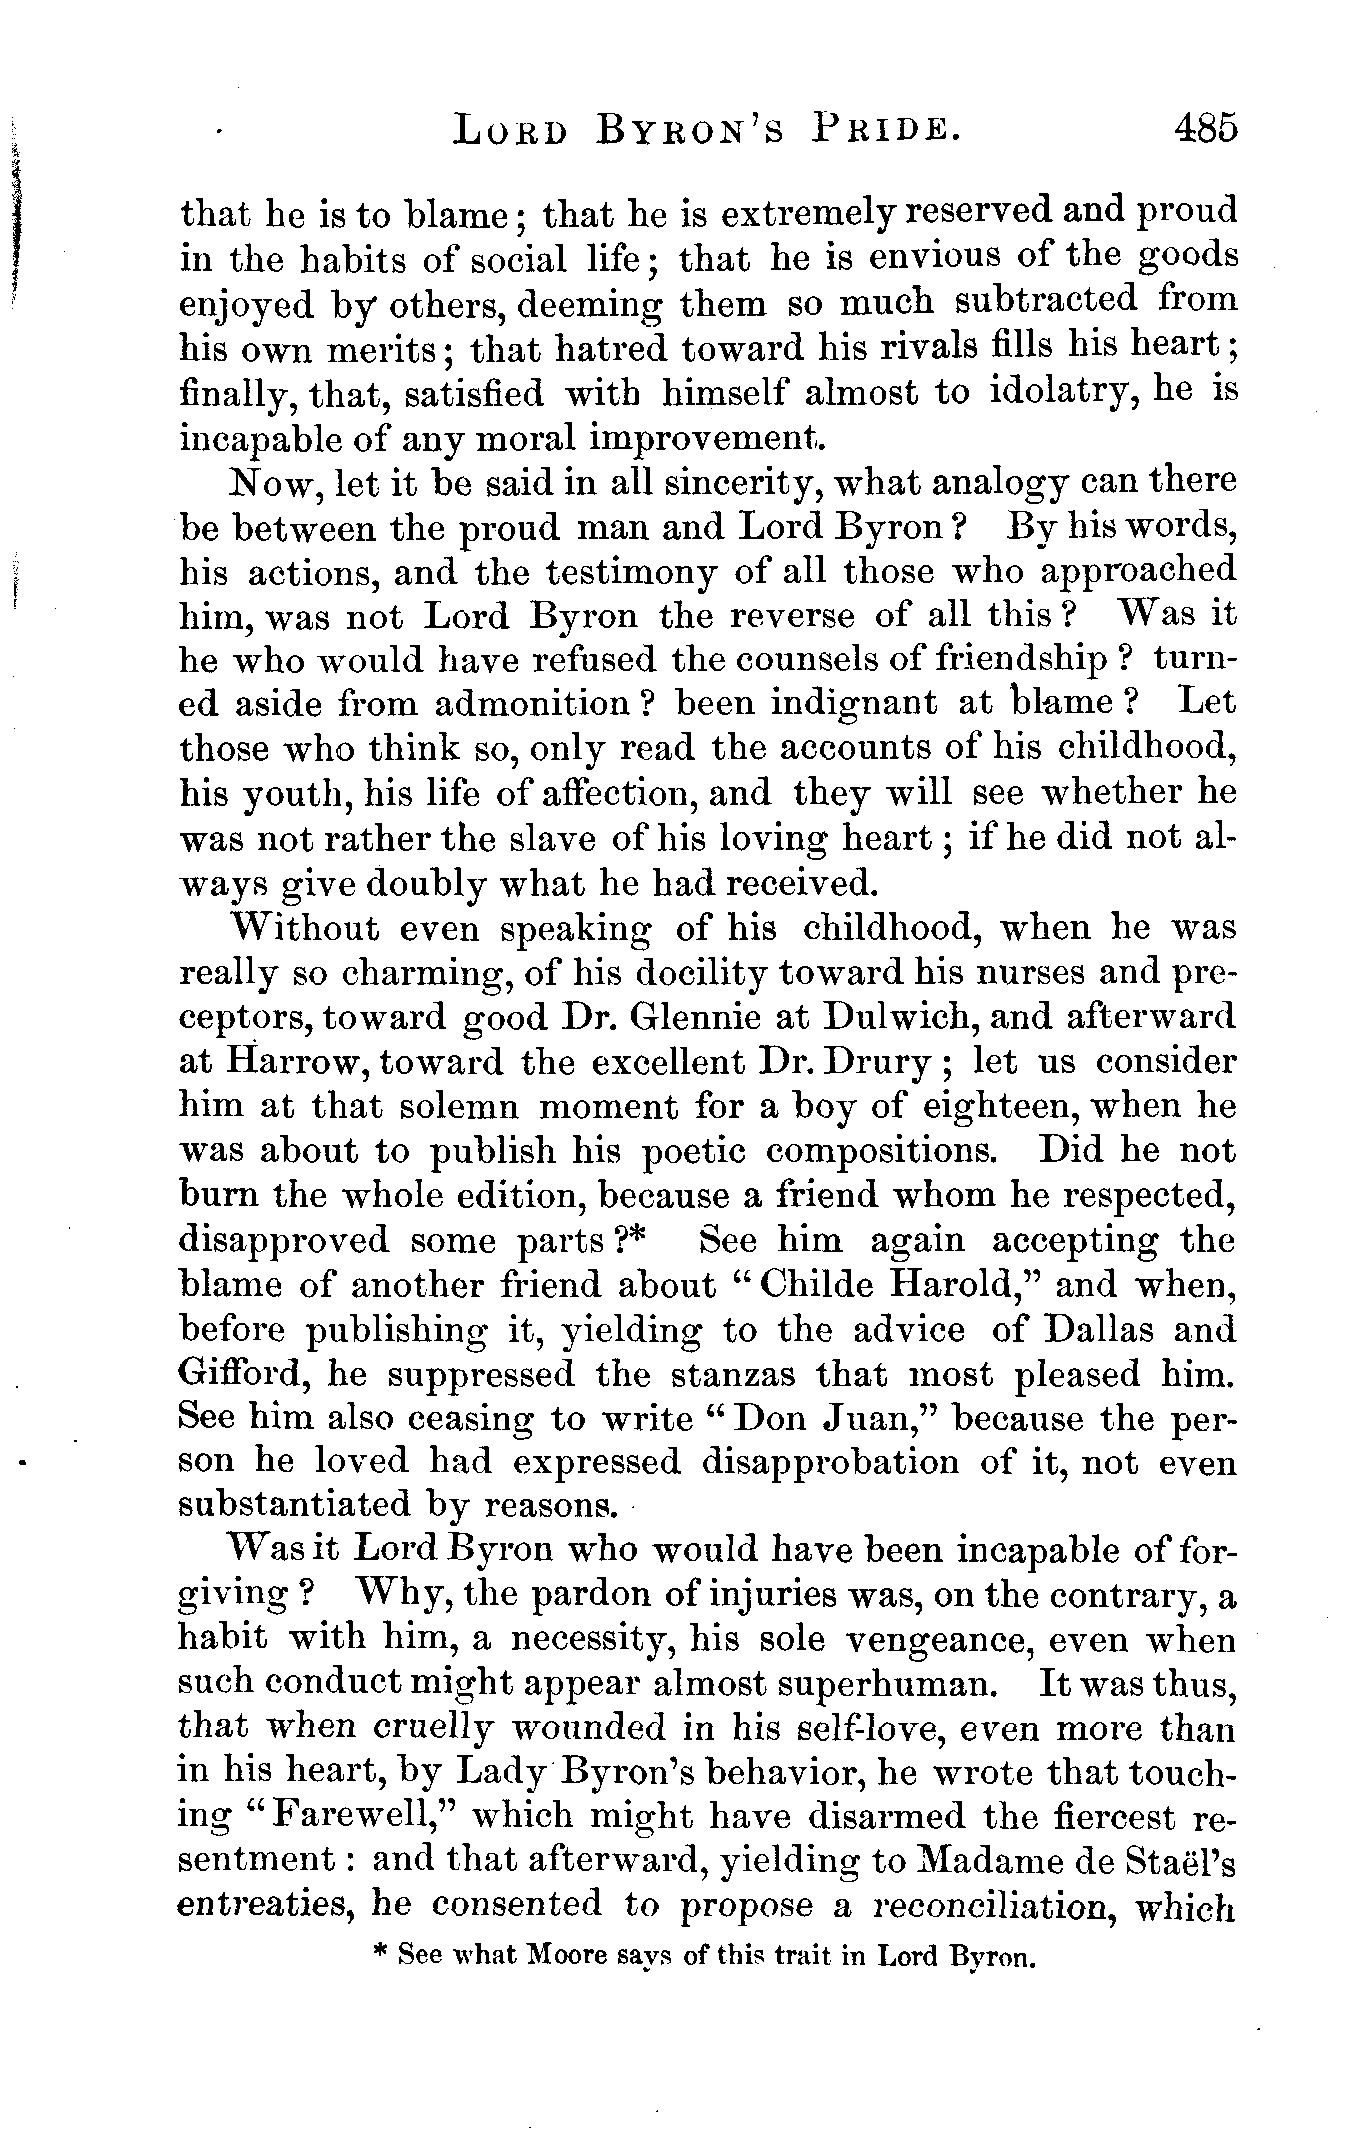 LORD BYRON'S PRIDE. 485
that he is to blame; that he is extremely reserved and proud
in the habits of social life; that he is envious of the goods
enjoyed by others, deeming them so much subtracted from
his own merits; that hatred toward his rivals fills his heart;
finally, that, satisfied with himself almost to idolatry, he is
incapable of any moral improvement.
Now, let it be said in all sincerity, what analogy can there
be between the proud man and Lord Byron? By his words,
his actions, and the testimony of all those who approached
him, was not Lord Byron the reverse of all this? Was it
he who would have refused the counsels of friendship? turn-
ed aside from admonition? been indignant at blame? Let
those who think so, only read the accounts of his childhood,
his youth, his life of affection, and they will see whether he
was not rather the slave of his loving heart; if he did not al-
ways give doubly what he had received.
Without even speaking of his childhood, when he was
really so charming, of his docility toward his nurses and pre-
ceptors, toward good Dr. Glennie at Dulwich, and afterward
at Harrow, toward the excellent Dr. Drury; let us consider
him at that solemn moment for a boy of eighteen, when he
was about to publish his poetic compositions. Did he not
burn the whole edition, because a friend whom he respected,
disapproved some parts?* See him again accepting the
blame of another friend about "Childe Harold," and when,
before publishing it, yielding to the advice of Dallas and
Gifford, he suppressed the stanzas that most pleased him.
See him also ceasing to write "Don Juan," because the per-
son he loved had expressed disapprobation of it, not even
substantiated by reasons.
Was it Lord Byron who would have been incapable of for-
giving? Why, the pardon of injuries was, on the contrary, a
habit with him, a necessity, his sole vengeance, even when
such conduct might appear almost superhuman. It was thus,
that when cruelly wounded in his self-love, even more than
in his heart, by Lady Byron's behavior, he wrote that touch-
ing "Farewell," which might have disarmed the fiercest re-
sentment: and that afterward, yielding to Madame de Staël's
entreaties, he consented to propose a reconciliation, which
* See what Moore says of this trait in Lord Byron.